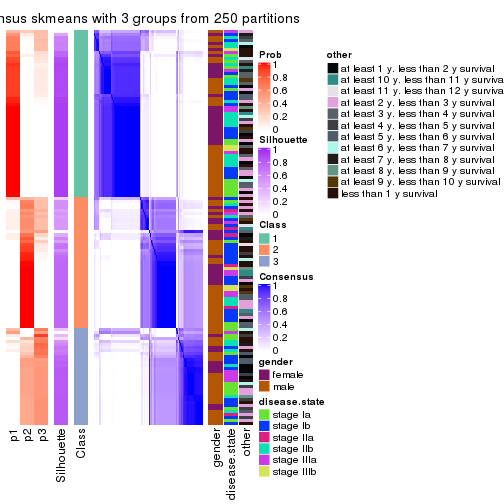 nsus skmeans with 3 groups from 250 partitions
Prob
1
0.8
0.6
0.4
0.2
0
Silhouette
1
0.8
0.6
0.4
0.2
0
Class
1
2
3
Consensus
1
0.8
0.6
0.4
0.2
0
gender
female
male
disease.state
stage Ia
stage Ib
stage IIa
stage IIb
stage IIIa
stage IIIb
other
at least 1 y. less than 2 y survival
at least 10 y. less than 11 y surviva
at least 11 y. less than 12 y surviva
at least 2 y. less than 3 y survival
at least 3 y. less than 4 y survival
at least 4 y. less than 5 y survival
at least 5 y. less than 6 y survival
at least 6 y. less than 7 y survival
at least 7 y. less than 8 y survival
at least 8 y. less than 9 y survival
at least 9 y. less than 10 y survival
less than 1 y survival
p1
p2
p3
Silhouette
Class
gender
disease.state
other